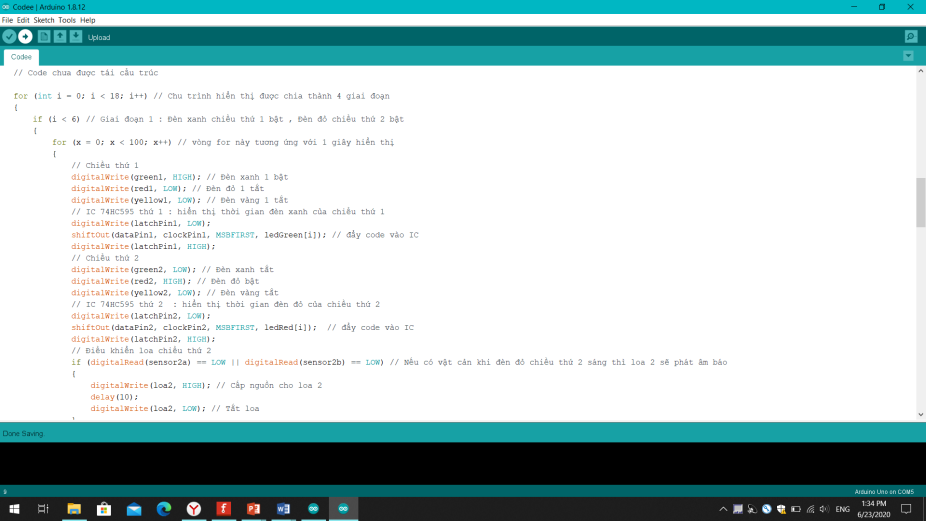 Codee | Arduino 1.8.12
File Edit Sketch Tools Help
Upload
Codee
// Code chưa được tái cấu trúc
for (int i = 0; i < 18; i++) // Chu trình hiển thị được chia thành 4 giai đoạn
{
if (i < 6) // Giai đoạn 1 : Đèn xanh chiều thứ 1 bật , Đèn đỏ chiều thứ 2 bật
{
for (x = 0; x < 100; x++) // vòng for này tương ứng với 1 giây hiển thị
{
// Chiều thứ 1
digitalWrite(green1, HIGH); // Đèn xanh 1 bật
digitalWrite(red1, LOW); // Đèn đỏ 1 tắt
digitalWrite(yellow1, LOW); // Đèn vàng 1 tắt
// IC 74HC595 thứ 1 : hiển thị thời gian đèn xanh của chiều thứ 1
digitalWrite(latchPin1, LOW);
shiftOut(dataPin1, clockPin1, MSBFIRST, ledGreen[i]); // đẩy code vào IC
digitalWrite(latchPin1, HIGH);
// Chiều thứ 2
digitalWrite(green2, LOW); // Đèn xanh tắt
digitalWrite(red2, HIGH); // Đèn đỏ bật
digitalWrite(yellow2, LOW); // Đèn vàng tắt
// IC 74HC595 thứ 2  : hiển thị thời gian đèn đỏ của chiều thứ 2
digitalWrite(latchPin2, LOW);
shiftOut(dataPin2, clockPin2, MSBFIRST, ledRed[i]);  // đẩy code vào IC
digitalWrite(latchPin2, HIGH);
// Điều khiển loa chiều thứ 2
if (digitalRead(sensor2a) == LOW || digitalRead(sensor2b) == LOW) // Nếu có vật cản khi đèn đỏ chiều thứ 2 sáng thì loa 2 sẽ phát âm báo
{
digitalWrite(loa2, HIGH); // Cấp nguồn cho loa 2
delay(10);
digitalWrite(loa2, LOW); // Tắt loa
}
Done Saving.
Arduino Uno on COM5
ENG
1:34 PM
6/23/2020